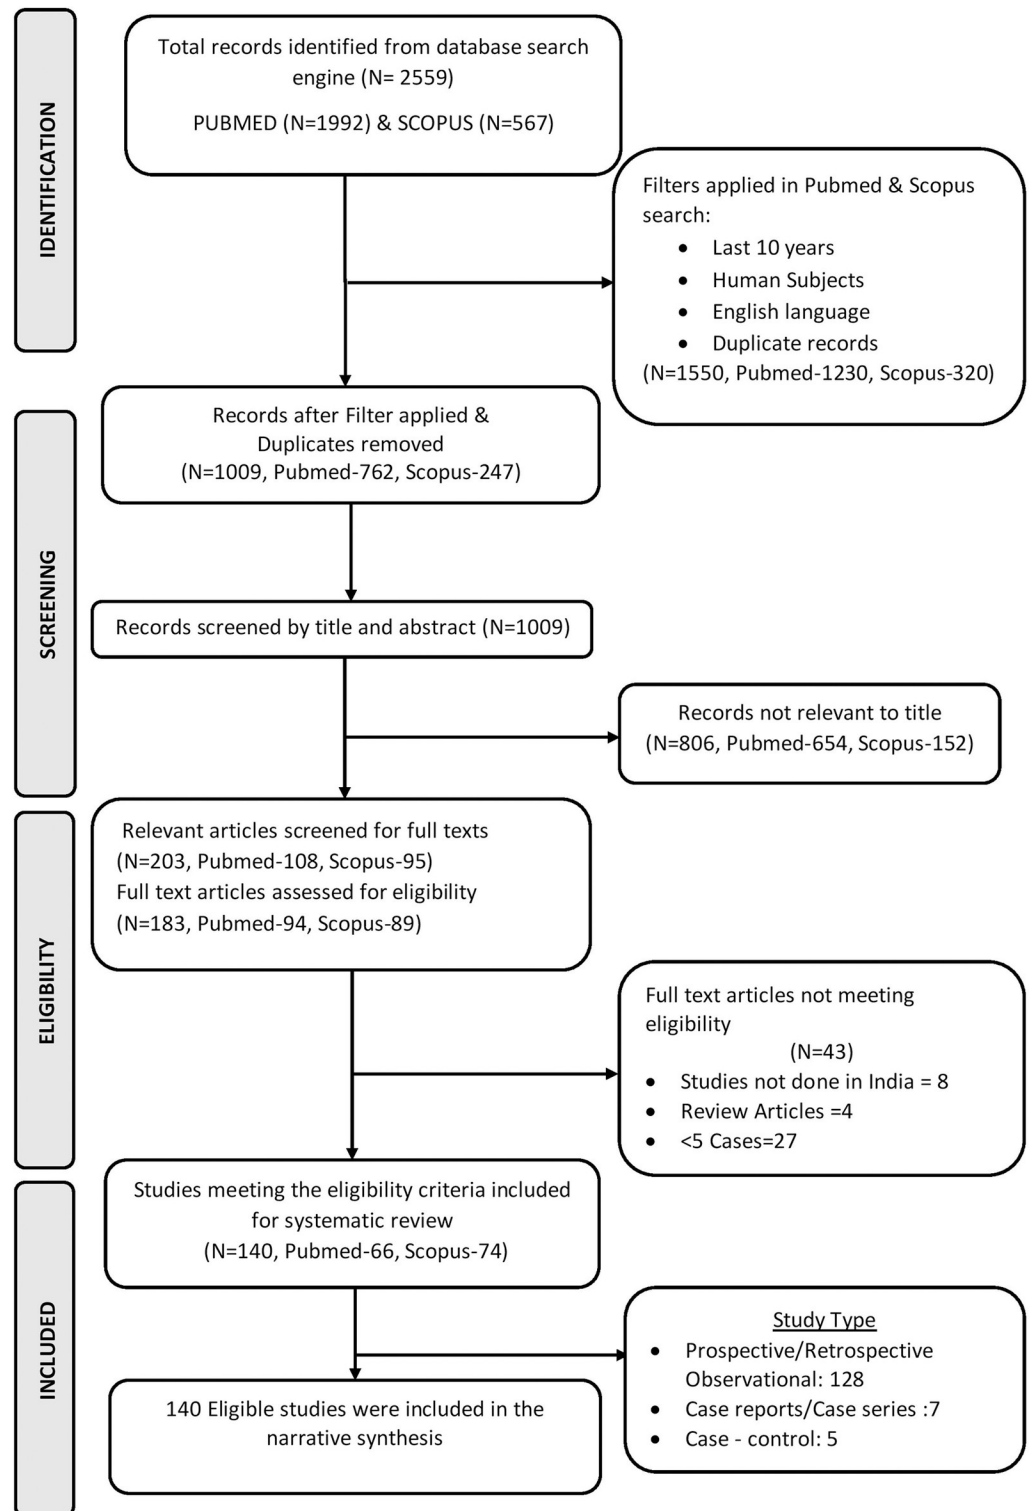 IDENTIFICATION
Total records identified from database search
engine (N= 2559)
PUBMED (N=1992) & SCOPUS (N=567)
Filters applied in Pubmed & Scopus
search:
• Last 10 years
• Human Subjects
• English language
• Duplicate records
(N=1550, Pubmed-1230, Scopus-320)
SCREENING
Records after Filter applied &
Duplicates removed
(N=1009, Pubmed-762, Scopus-247)
Records screened by title and abstract (N=1009)
Records not relevant to title
(N=806, Pubmed-654, Scopus-152)
ELIGIBILITY
Relevant articles screened for full texts
(N=203, Pubmed-108, Scopus-95)
Full text articles assessed for eligibility
(N=183, Pubmed-94, Scopus-89)
Full text articles not meeting
eligibility
(N=43)
• Studies not done in India = 8
• Review Articles =4
• <5 Cases=27
INCLUDED
Studies meeting the eligibility criteria included
for systematic review
(N=140, Pubmed-66, Scopus-74)
Study Type
• Prospective/Retrospective
Observational: 128
• Case reports/Case series :7
• Case - control: 5
140 Eligible studies were included in the
narrative synthesis